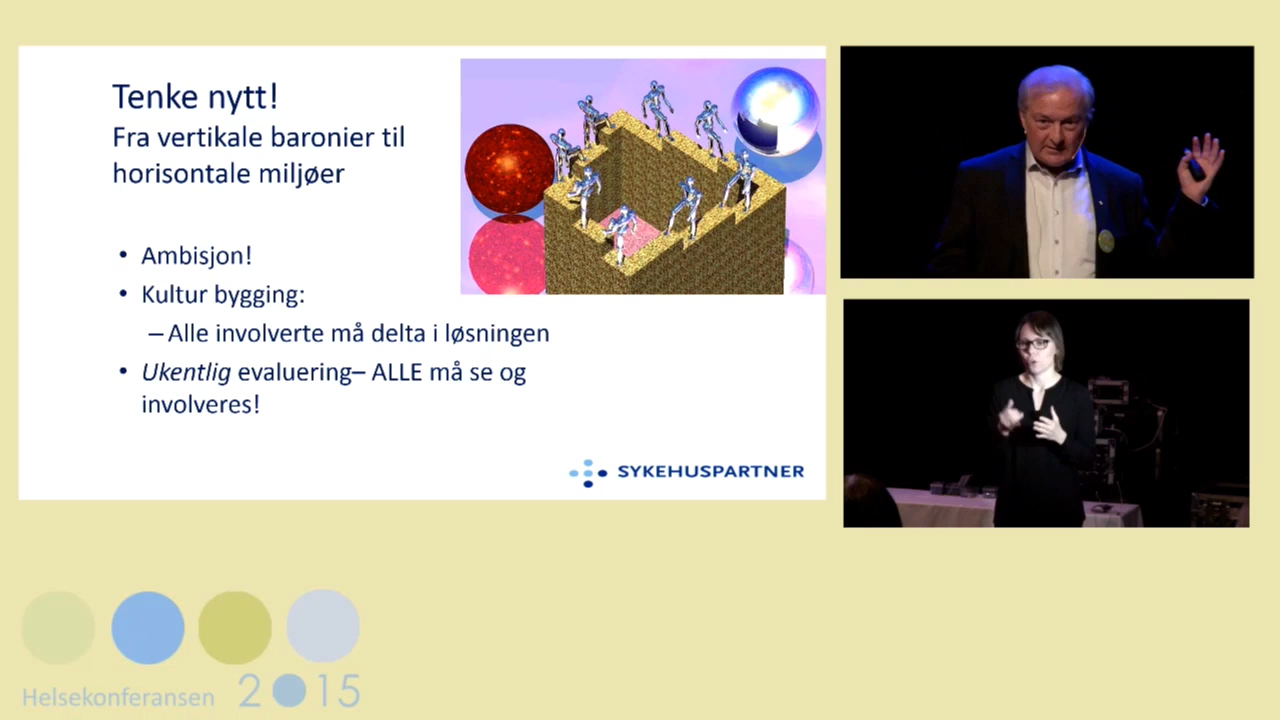 Tenke nytt!
Fra vertikale baronier til
horisontale miljøer
• Ambisjon!
• Kultur bygging:
– Alle involverte må delta i løsningen
• Ukentlig evaluering– ALLE må se og
involveres!
SYKEHUSPARTNER
Helsekonferansen 2015